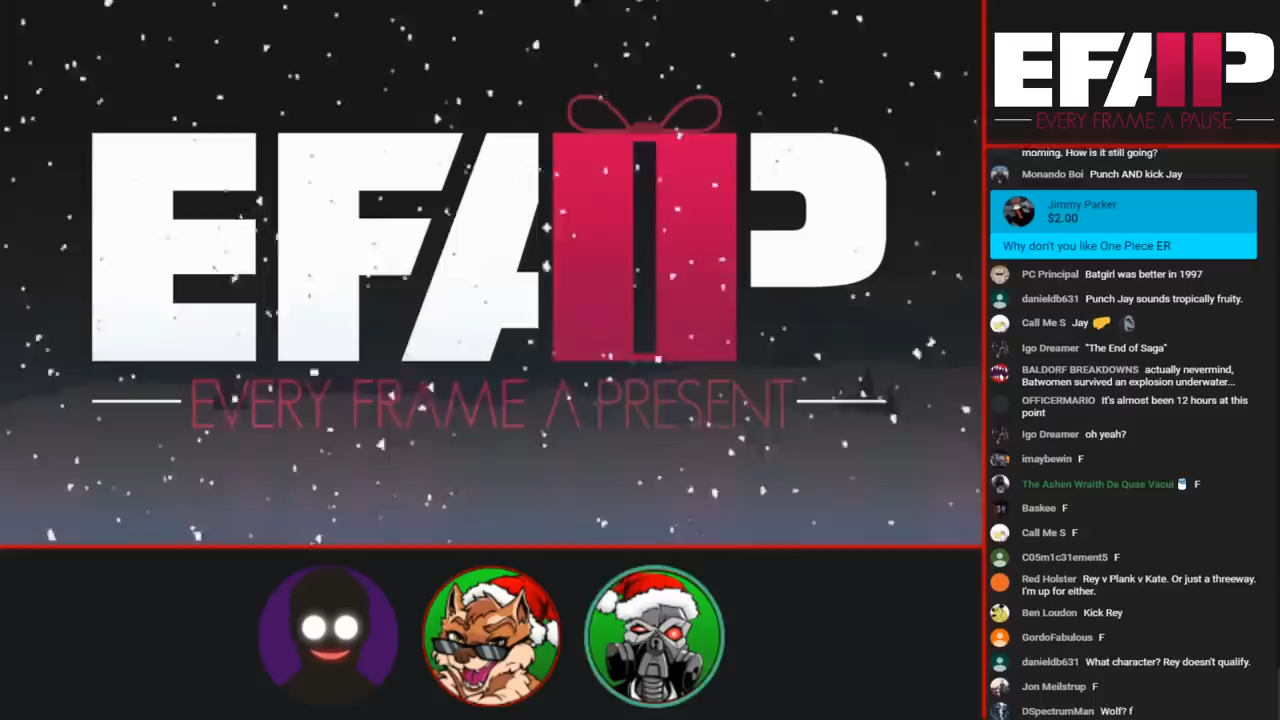 EFAP
EVERY FRAME A PRESENT
EFAP
EVERY FRAME A PAUSE
morning. How is it still going?
Monando Boi Punch AND kick Jay
Jimmy Parker
$2.00
Why don't you like One Piece ER
PC Principal Batgirl was better in 1997
danieldb631 Punch Jay sounds tropically fruity.
Call Me S Jay
Igo Dreamer "The End of Saga"
BALDORF BREAKDOWNS actually nevermind,
Batwomen survived an explosion underwater...
OFFICERMARIO It's almost been 12 hours at this
point
Igo Dreamer oh yeah?
imaybewin F
The Ashen Wraith De Quae Vacui F
Baskee F
Call Me S F
C05m1c31ement5 F
Red Holster Rey v Plank v Kate. Or just a threeway.
I'm up for either.
Ben Loudon Kick Rey
GordoFabulous F
danieldb631 What character? Rey doesn't qualify.
Jon Meilstrup F
DSpectrumMan Wolf? f